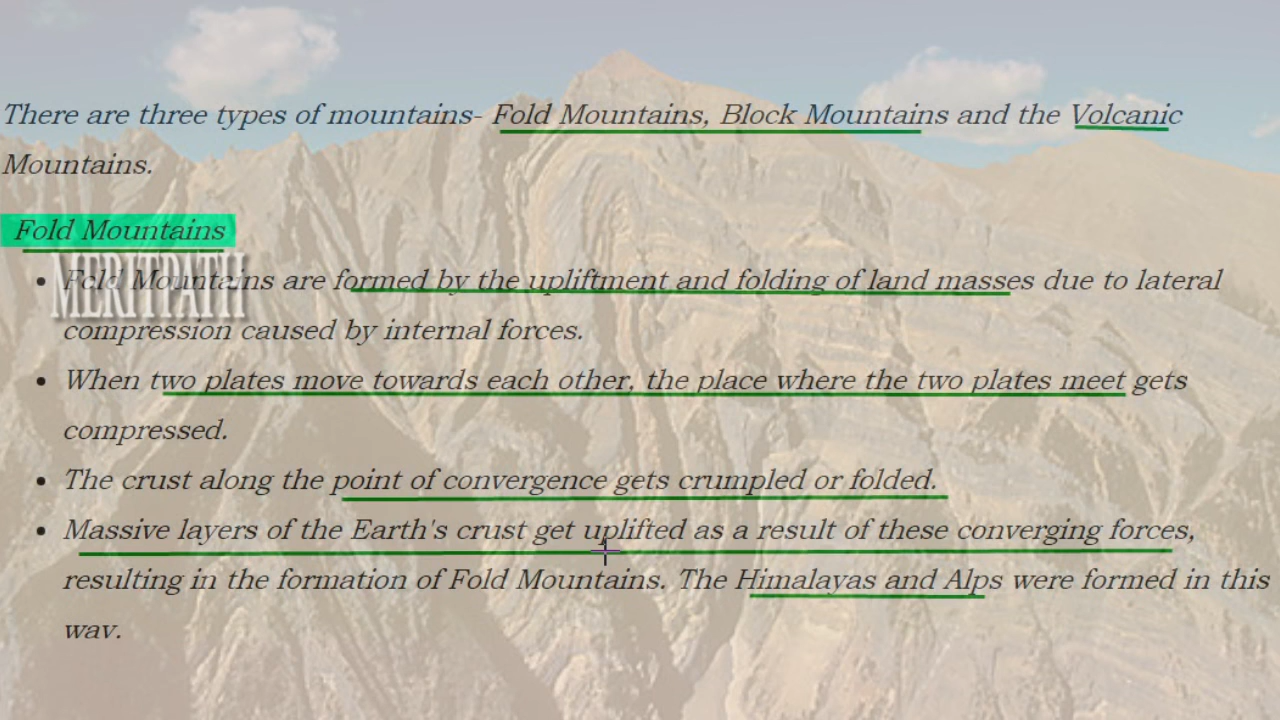 There are three types of mountains- Fold Mountains, Block Mountains and the Volcanic
Mountains.
Fold Mountains
MERITPATH
• Fold Mountains are formed by the upliftment and folding of land masses due to lateral
compression caused by internal forces.
• When two plates move towards each other, the place where the two plates meet gets
compressed.
• The crust along the point of convergence gets crumpled or folded.
• Massive layers of the Earth's crust get uplifted as a result of these converging forces,
resulting in the formation of Fold Mountains. The Himalayas and Alps were formed in this
way.